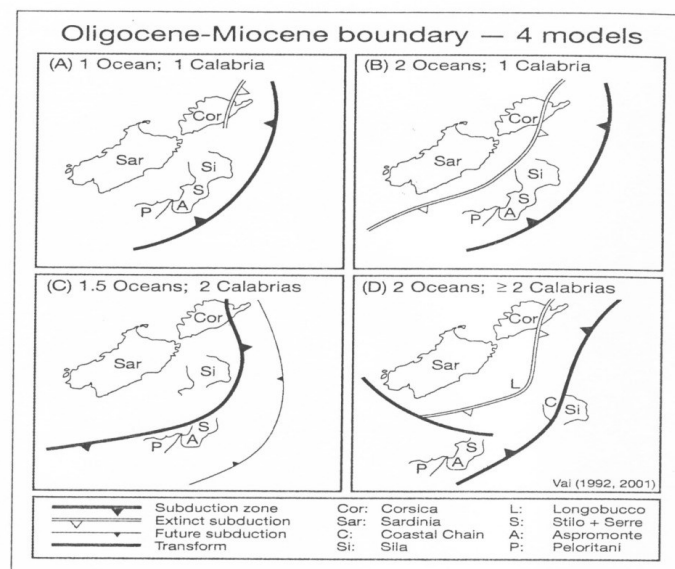 Oligocene-Miocene boundary — 4 models
(A) 1 Ocean; 1 Calabria
Cor
Sar
Si
S
A
P
(B) 2 Oceans; 1 Calabria
Cor
Sar
Si
S
A
P
(C) 1.5 Oceans; 2 Calabrias
Cor
Sar
Si
S
A
P
(D) 2 Oceans; ≥ 2 Calabrias
Cor
Sar
L
C
Si
S
A
P
Vai (1992, 2001)
Subduction zone
Extinct subduction
Future subduction
Transform
Cor: Corsica
Sar: Sardinia
C: Coastal Chain
Si: Sila
L: Longobucco
S: Stilo + Serre
A: Aspromonte
P: Peloritani